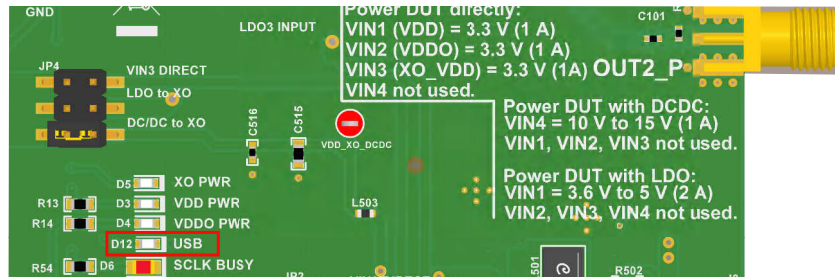 GND
LDO3 INPUT
Power DUT directly:
VIN1 (VDD) = 3.3 V (1 A)
VIN2 (VDDO) = 3.3 V (1 A)
VIN3 (XO_VDD) = 3.3 V (1A)
VIN4 not used.
C101
OUT2_P
JP4
VIN3 DIRECT
LDO to XO
DC/DC to XO
C516
C515
VDD_XO_DCDC
Power DUT with DCDC:
VIN4 = 10 V to 15 V (1 A)
VIN1, VIN2, VIN3 not used.
Power DUT with LDO:
VIN1 = 3.6 V to 5 V (2 A)
VIN2, VIN3, VIN4 not used.
D5 XO PWR
R13 D3 VDD PWR
R14 D4 VDDO PWR
D12 USB
R54 D6 SCLK BUSY
L503
R502